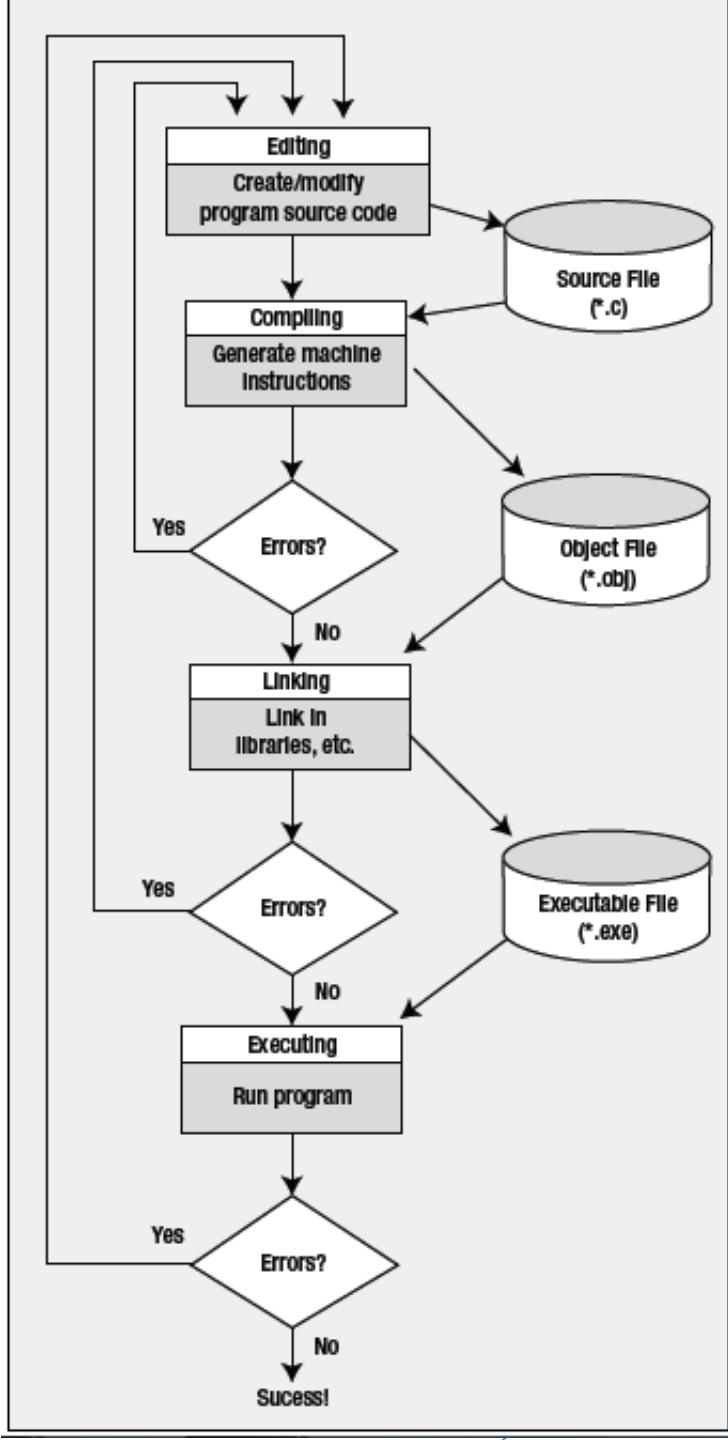 Editing
Create/modify
program source code
Source File
(*.c)
Compiling
Generate machine
instructions
Yes
Errors?
Object File
(*.obj)
No
Linking
Link in
libraries, etc.
Yes
Errors?
Executable File
(*.exe)
No
Executing
Run program
Yes
Errors?
No
Sucess!